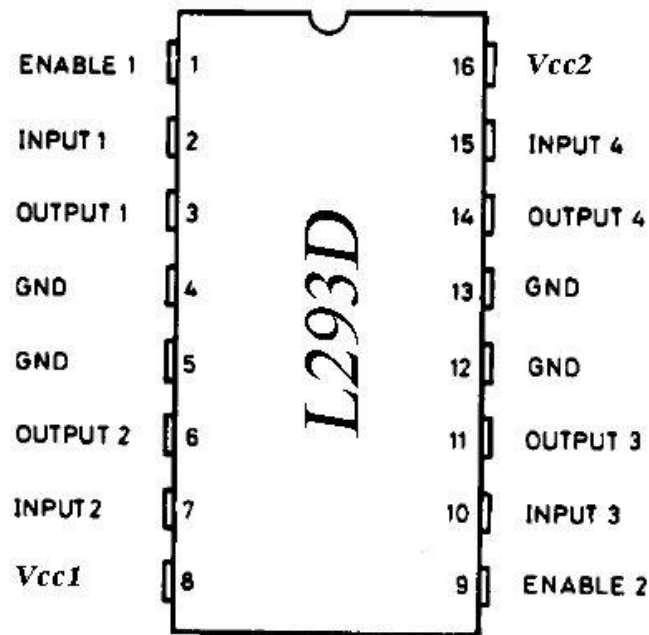 ENABLE 1 1 16 Vcc2
INPUT 1 2 15 INPUT 4
OUTPUT 1 3 14 OUTPUT 4
GND 4 13 GND
GND 5 12 GND
OUTPUT 2 6 11 OUTPUT 3
INPUT 2 7 10 INPUT 3
Vcc1 8 9 ENABLE 2
L293D